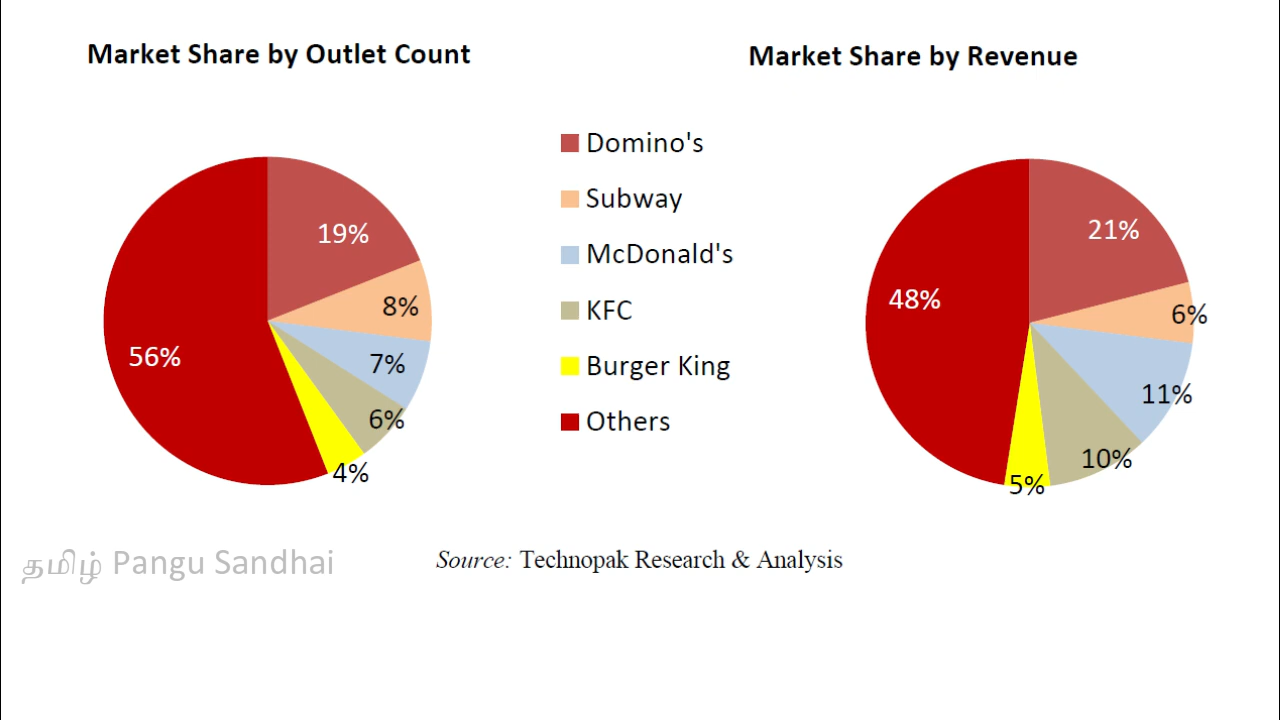 Market Share by Outlet Count
19%
8%
7%
6%
4%
56%
Domino's
Subway
McDonald's
KFC
Burger King
Others
Market Share by Revenue
21%
6%
11%
10%
5%
48%
தமிழ் Pangu Sandhai
Source: Technopak Research & Analysis